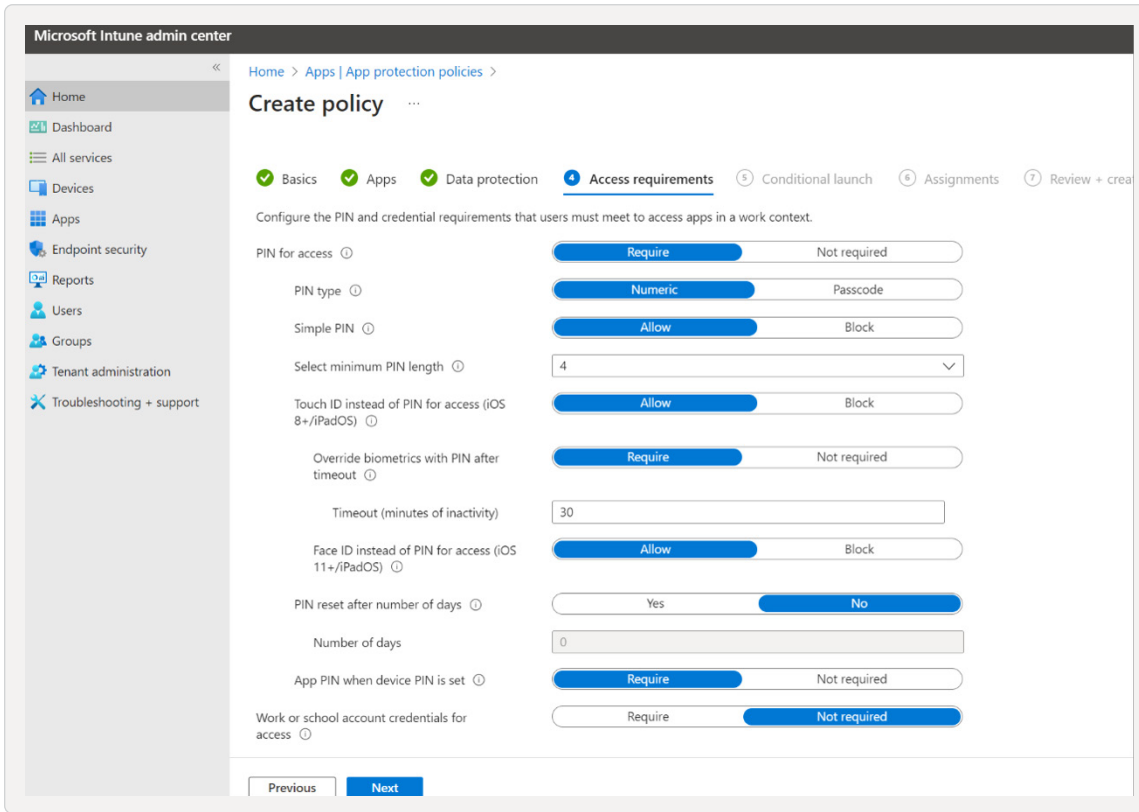 Microsoft Intune admin center
«
Home > Apps | App protection policies >
Home
Create policy ...
Dashboard
All services
Devices
Apps
Endpoint security
Reports
Users
Groups
Tenant administration
Troubleshooting + support
Basics Apps Data protection 4 Access requirements 5 Conditional launch 6 Assignments 7 Review + crea
Configure the PIN and credential requirements that users must meet to access apps in a work context.
PIN for access Require Not required
PIN type Numeric Passcode
Simple PIN Allow Block
Select minimum PIN length 4
Touch ID instead of PIN for access (iOS
8+/iPadOS) Allow Block
Override biometrics with PIN after
timeout Require Not required
Timeout (minutes of inactivity) 30
Face ID instead of PIN for access (iOS
11+/iPadOS) Allow Block
PIN reset after number of days Yes No
Number of days 0
App PIN when device PIN is set Require Not required
Work or school account credentials for
access Require Not required
Previous Next